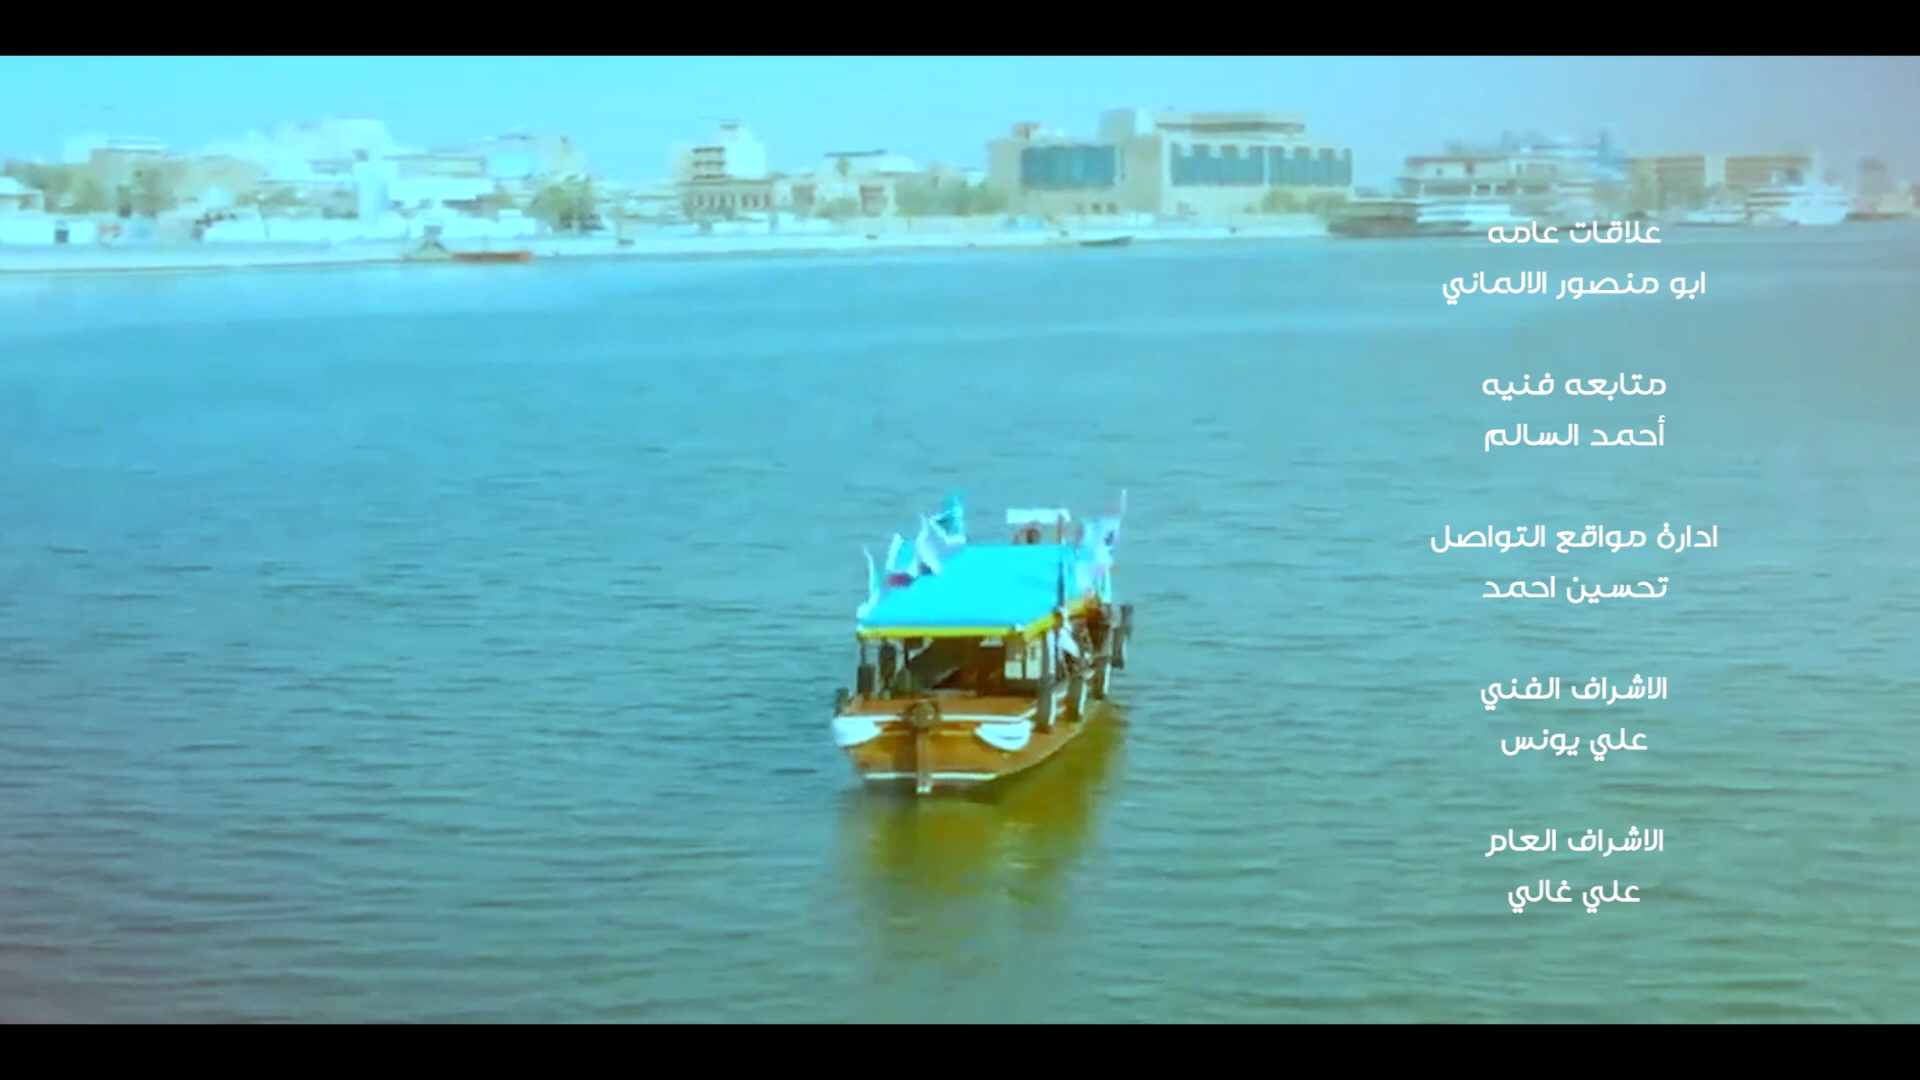 علاقات عامه
ابو منصور الالماني
متابعه فنيه
أحمد السالم
ادارة مواقع التواصل
تحسين احمد
الاشراف الفني
علي يونس
الاشراف العام
علي غالي